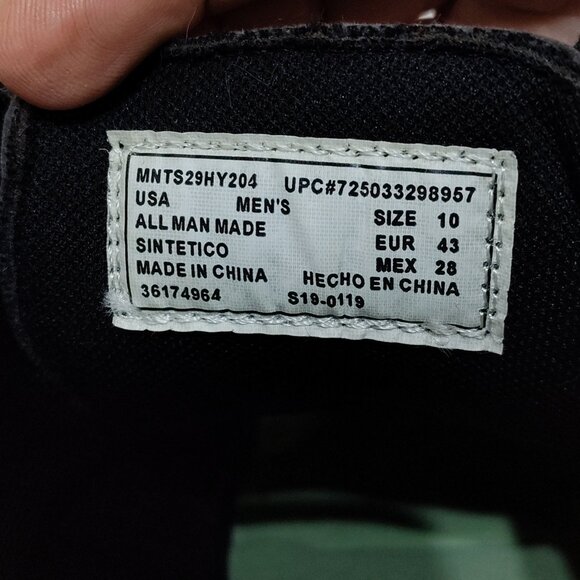 MNTS29HY204 UPC#725033298957
USA MEN'S SIZE 10
ALL MAN MADE EUR 43
SINTETICO MEX 28
MADE IN CHINA HECHO EN CHINA
36174964 S19-0119